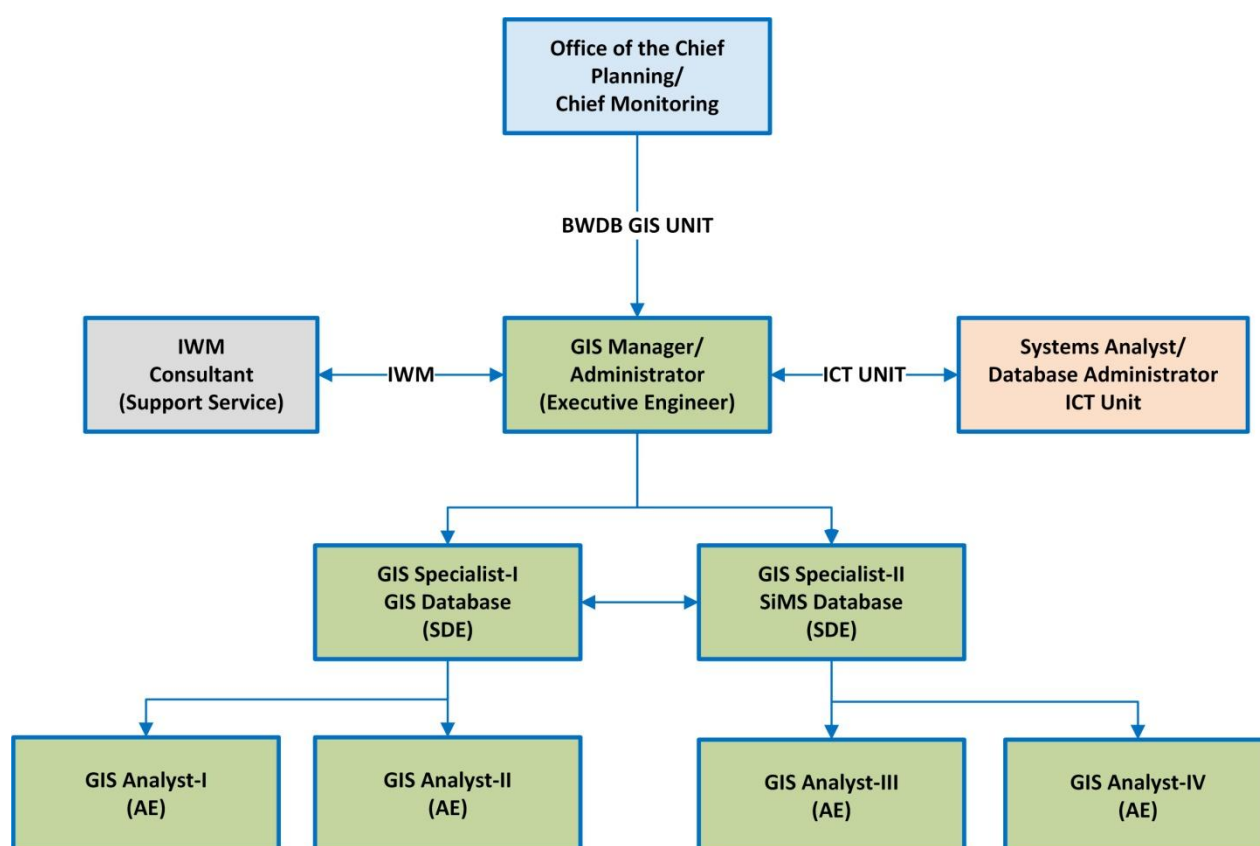 Office of the Chief
Planning/
Chief Monitoring
BWDB GIS UNIT
IWM
Consultant
(Support Service)
IWM
GIS Manager/
Administrator
(Executive Engineer)
ICT UNIT
Systems Analyst/
Database Administrator
ICT Unit
GIS Specialist-I
GIS Database
(SDE)
GIS Specialist-II
SiMS Database
(SDE)
GIS Analyst-I
(AE)
GIS Analyst-II
(AE)
GIS Analyst-III
(AE)
GIS Analyst-IV
(AE)